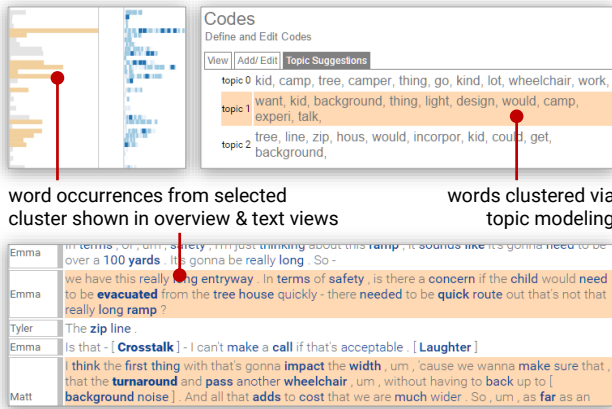 Codes
Define and Edit Codes
View Add/ Edit Topic Suggestions
topic 0 kid, camp, tree, camper, thing, go, kind, lot, wheelchair, work,
topic 1 want, kid, background, thing, light, design, would, camp,
experi, talk,
topic 2 tree, line, zip, hous, would, incorpor, kid, could, get,
background,
word occurrences from selected
cluster shown in overview & text views
words clustered via
topic modeling
Emma
In terms , of , um , safety , I'm just thinking about this ramp , it sounds like it's gonna need to be
over a 100 yards . It's gonna be really long . So -
Emma
we have this really long entryway . In terms of safety , is there a concern if the child would need
to be evacuated from the tree house quickly - there needed to be quick route out that's not that
really long ramp ?
Tyler The zip line .
Emma Is that - [ Crosstalk ] - I can't make a call if that's acceptable . [ Laughter ]
Matt
I think the first thing with that's gonna impact the width , um , 'cause we wanna make sure that ,
that the turnaround and pass another wheelchair , um , without having to back up to [
background noise ] . And all that adds to cost that we are much wider . So , um , as far as an